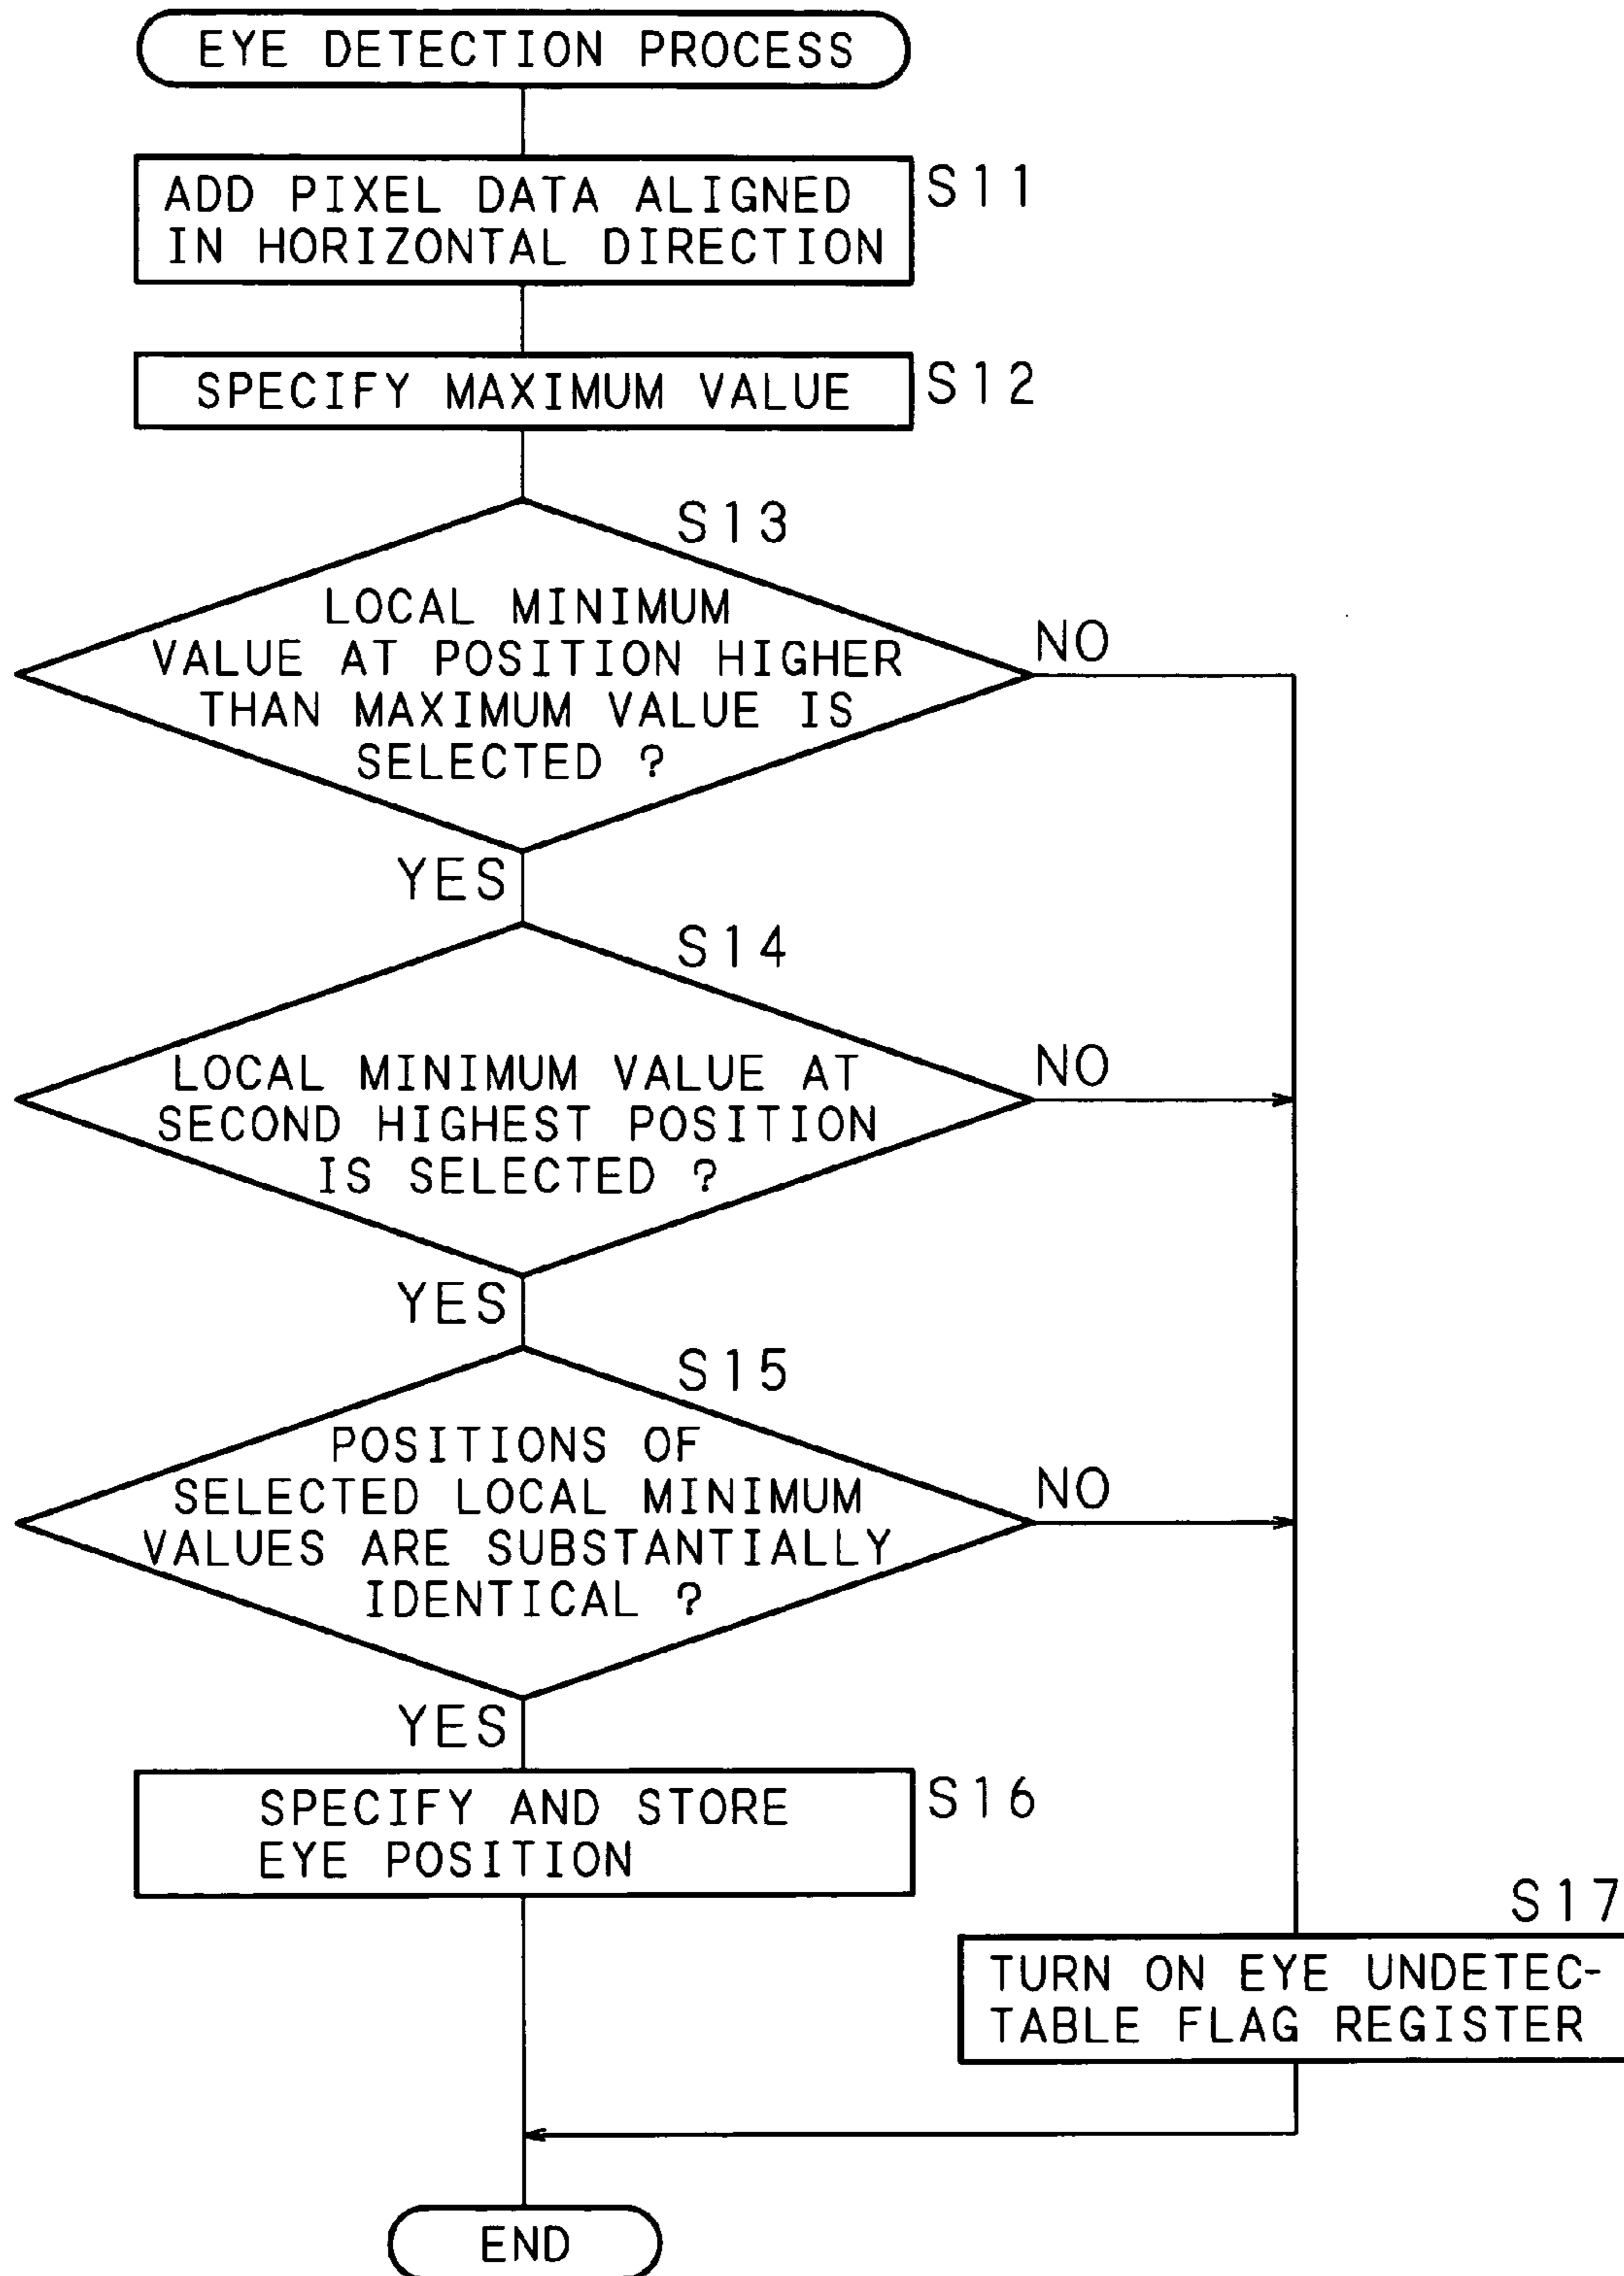 EYE DETECTION PROCESS
ADD PIXEL DATA ALIGNED
IN HORIZONTAL DIRECTION
S11
SPECIFY MAXIMUM VALUE
S12
S13
LOCAL MINIMUM
VALUE AT POSITION HIGHER
THAN MAXIMUM VALUE IS
SELECTED ?
NO
YES
S14
LOCAL MINIMUM VALUE AT
SECOND HIGHEST POSITION
IS SELECTED ?
NO
YES
S15
POSITIONS OF
SELECTED LOCAL MINIMUM
VALUES ARE SUBSTANTIALLY
IDENTICAL ?
NO
YES
SPECIFY AND STORE
EYE POSITION
S16
S17
TURN ON EYE UNDETEC-
TABLE FLAG REGISTER
END